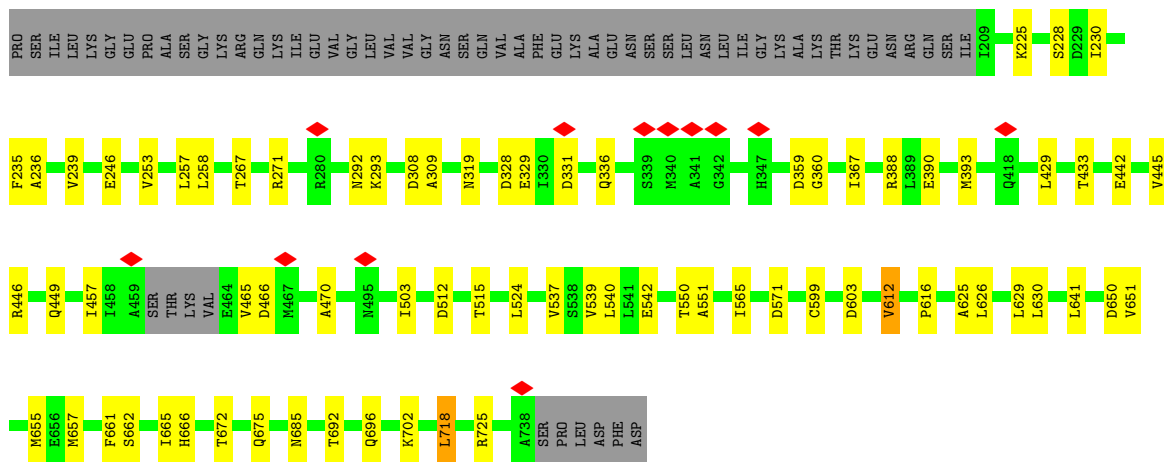 PRO SER ILE LEU LYS GLY GLU PRO ALA SER GLY LYS ARG GLN LYS ILE GLU VAL GLY LEU VAL VAL GLY ASN SER GLN VAL ALA PHE GLU LYS ALA GLU ASN SER SER LEU ASN LEU ILE GLY LYS ALA LYS THR LYS GLU ASN ARG GLN SER ILE I209 K225 S228 D229 I230
F235 A236 V239 E246 V253 L257 L258 T267 R271 R280 N292 K293 D308 A309 N319 D328 E329 I330 D331 Q336 S339 M340 A341 G342 H347 D359 G360 I367 R388 L389 E390 M393 Q418 L429 T433 E442 V445
R446 Q449 I457 I458 A459 SER THR LYS VAL E464 V465 D466 M467 A470 N495 I503 D512 T515 L524 V537 S538 V539 L540 L541 E542 T550 A551 I565 D571 C599 D603 V612 P616 A625 L626 L629 L630 L641 D650 V651
M655 E656 M657 F661 S662 I665 H666 T672 Q675 N685 T692 Q696 K702 L718 R725 A738 SER PRO LEU ASP PHE ASP